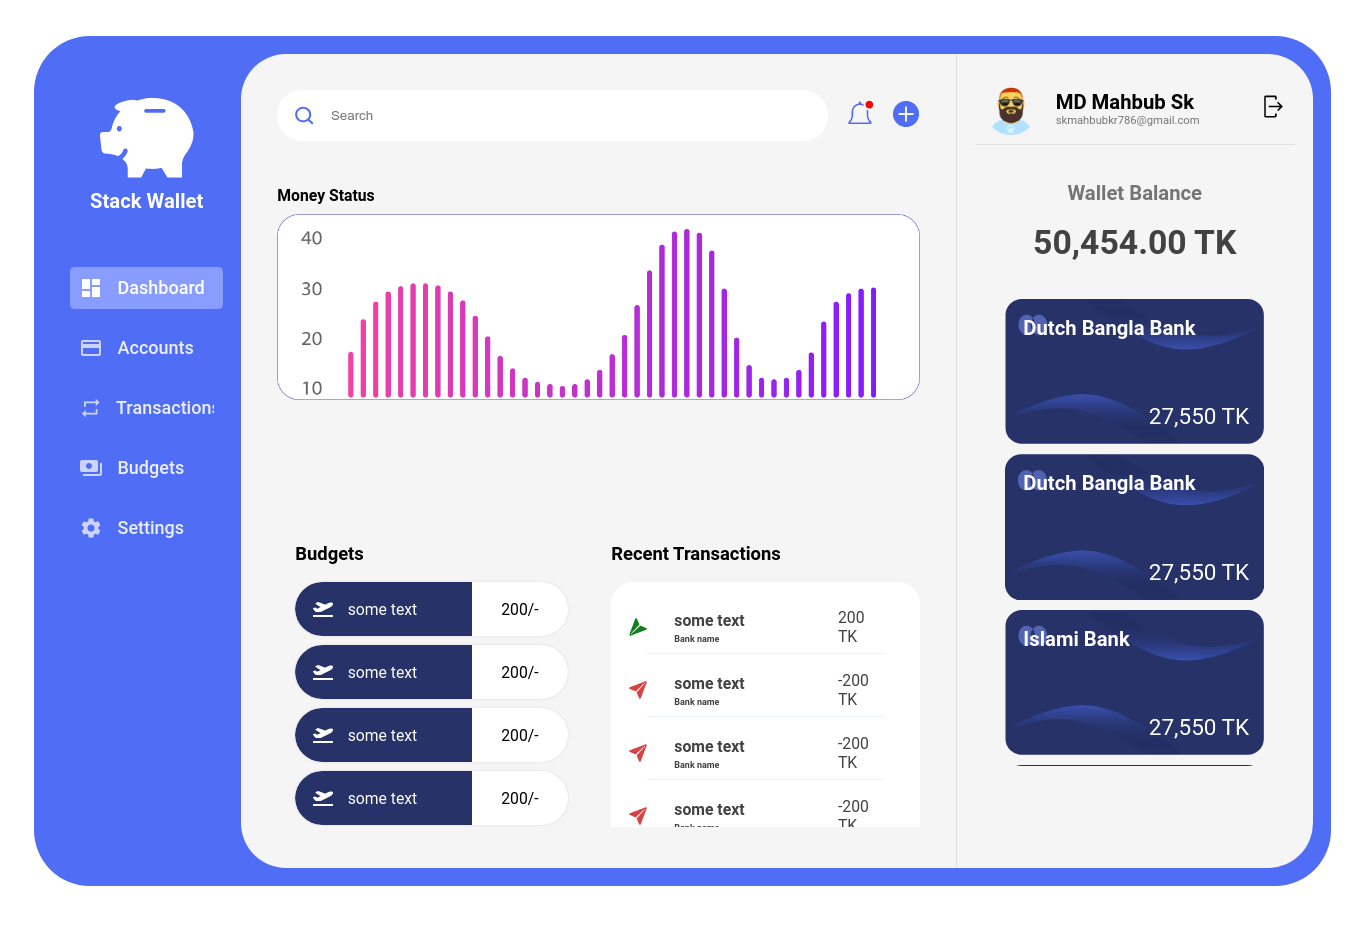 Stack Wallet
Dashboard
Accounts
Transactions
Budgets
Settings
Search
Money Status
40
30
20
10
Budgets
some text 200/-
some text 200/-
some text 200/-
some text 200/-
Recent Transactions
some text
Bank name
200
TK
some text
Bank name
-200
TK
some text
Bank name
-200
TK
some text
Bank name
-200
TK
MD Mahbub Sk
skmahbubkr786@gmail.com
Wallet Balance
50,454.00 TK
Dutch Bangla Bank
27,550 TK
Dutch Bangla Bank
27,550 TK
Islami Bank
27,550 TK